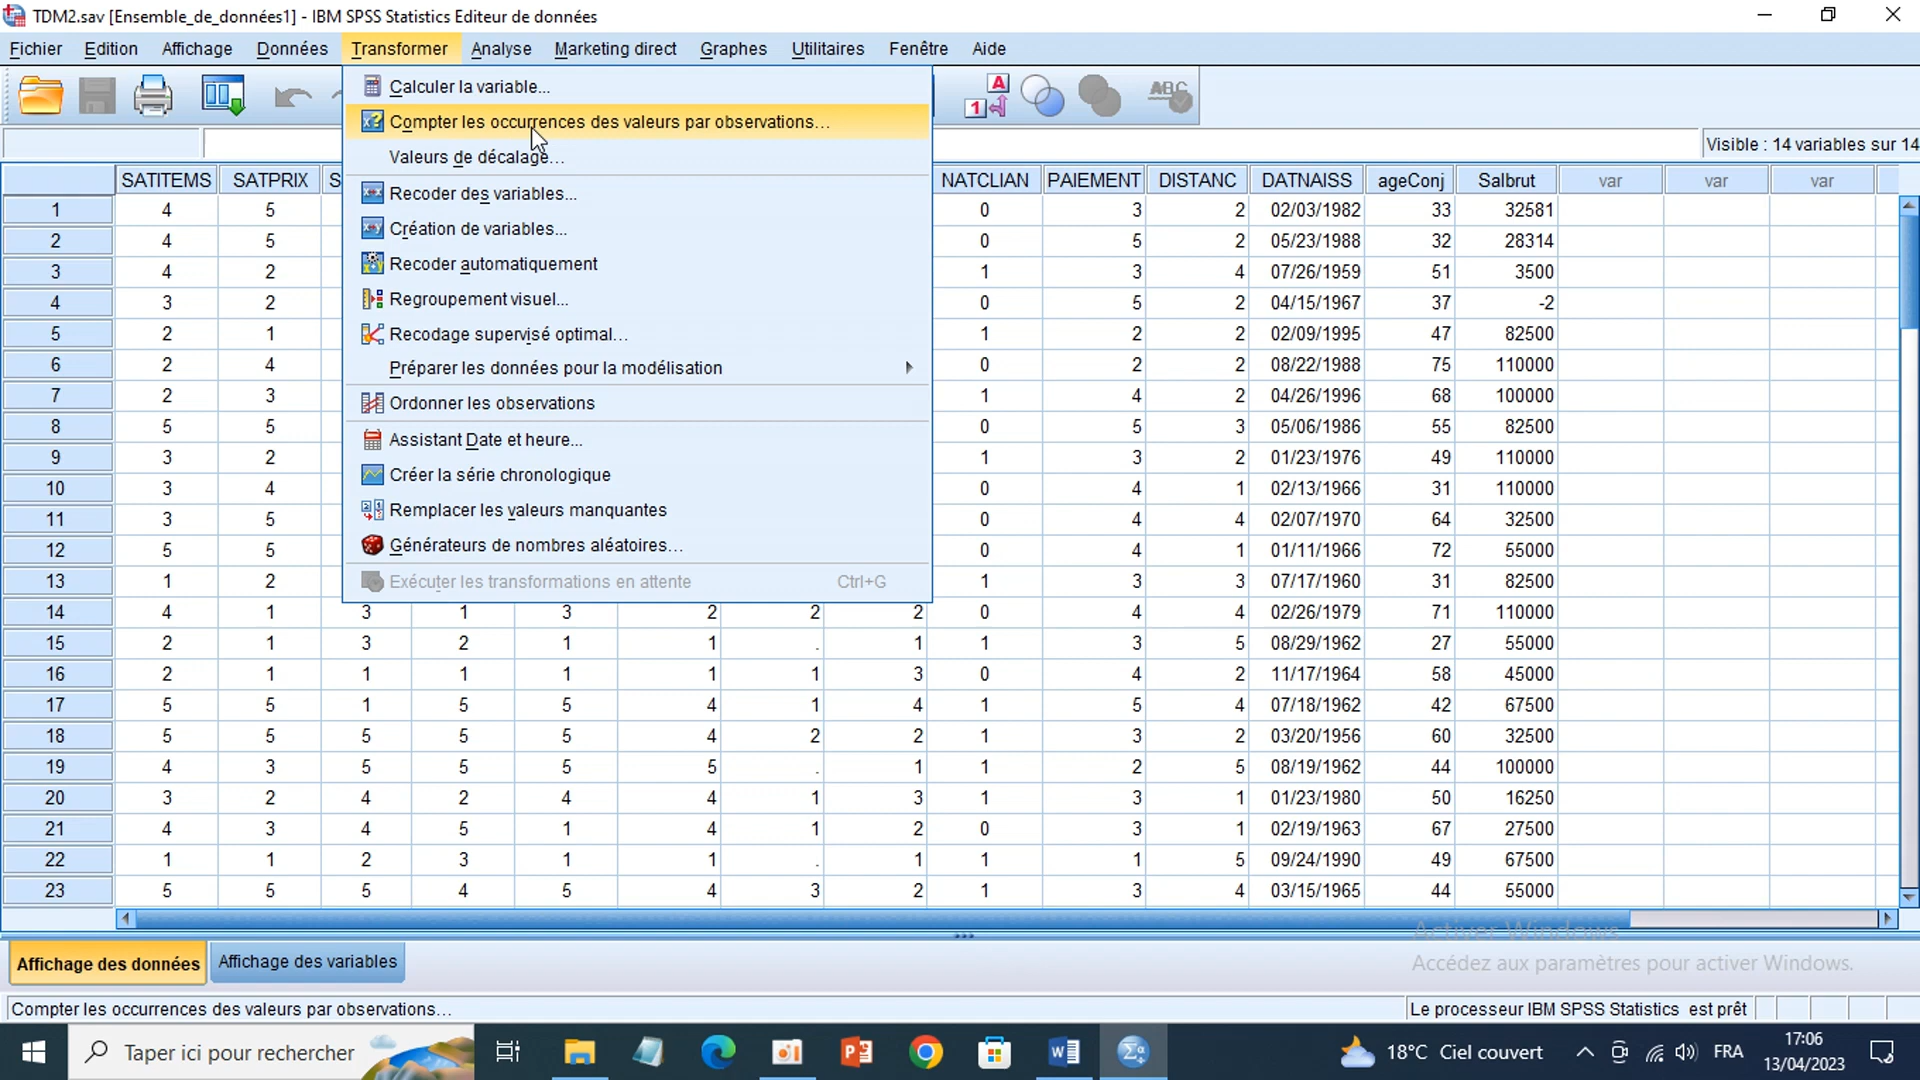 TDM2.sav [Ensemble_de_données1] - IBM SPSS Statistics Editeur de données
Fichier Edition Affichage Données Transformer Analyse Marketing direct Graphes Utilitaires Fenêtre Aide
Calculer la variable...
Compter les occurrences des valeurs par observations...
Valeurs de décalage...
Recoder des variables...
Création de variables...
Recoder automatiquement
Regroupement visuel...
Recodage supervisé optimal...
Préparer les données pour la modélisation
Ordonner les observations
Assistant Date et heure...
Créer la série chronologique
Remplacer les valeurs manquantes
Générateurs de nombres aléatoires...
Exécuter les transformations en attente Ctrl+G
A 1 ABC
Visible : 14 variables sur 14
SATITEMS SATPRIX S NATCLIAN PAIEMENT DISTANC DATNAISS ageConj Salbrut var var var
1 4 5 0 3 2 02/03/1982 33 32581
2 4 5 0 5 2 05/23/1988 32 28314
3 4 2 1 3 4 07/26/1959 51 3500
4 3 2 0 5 2 04/15/1967 37 -2
5 2 1 1 2 2 02/09/1995 47 82500
6 2 4 0 2 2 08/22/1988 75 110000
7 2 3 1 4 2 04/26/1996 68 100000
8 5 5 0 5 3 05/06/1986 55 82500
9 3 2 1 3 2 01/23/1976 49 110000
10 3 4 0 4 1 02/13/1966 31 110000
11 3 5 0 4 4 02/07/1970 64 32500
12 5 5 0 4 1 01/11/1966 72 55000
13 1 2 1 3 3 07/17/1960 31 82500
14 4 1 3 1 3 2 2 2 0 4 4 02/26/1979 71 110000
15 2 1 3 2 1 1 . 1 1 3 5 08/29/1962 27 55000
16 2 1 1 1 1 1 1 3 0 4 2 11/17/1964 58 45000
17 5 5 1 5 5 4 1 4 1 5 4 07/18/1962 42 67500
18 5 5 5 5 5 4 2 2 1 3 2 03/20/1956 60 32500
19 4 3 5 5 5 5 . 1 1 2 5 08/19/1962 44 100000
20 3 2 4 2 4 4 1 3 1 3 1 01/23/1980 50 16250
21 4 3 4 5 1 4 1 2 0 3 1 02/19/1963 67 27500
22 1 1 2 3 1 1 . 1 1 1 5 09/24/1990 49 67500
23 5 5 5 4 5 4 3 2 1 3 4 03/15/1965 44 55000
Activer Windows
Accédez aux paramètres pour activer Windows.
Affichage des données Affichage des variables
Compter les occurrences des valeurs par observations... Le processeur IBM SPSS Statistics est prêt
Taper ici pour rechercher
18°C Ciel couvert FRA 17:06
13/04/2023